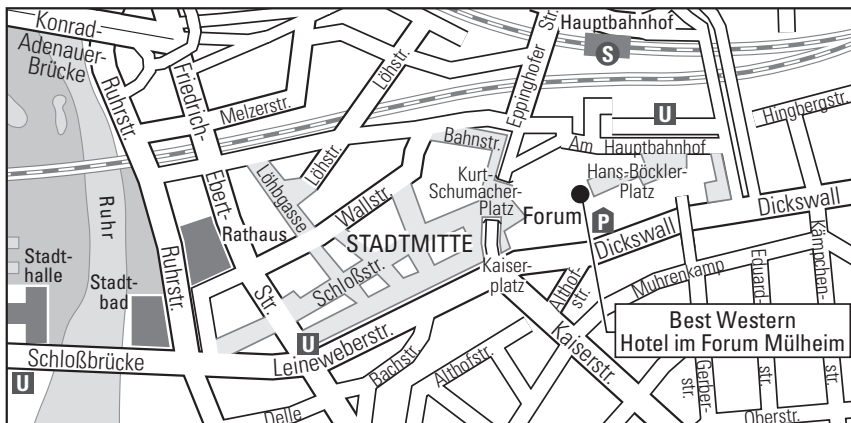 Konrad-
Adenauer-
Brücke
Ruhrstr.
Friedrich-
Ebert-
Str.
Melzerstr.
Löhstr.
Eppinghofer
Str.
Hauptbahnhof
S
U
Hingbergstr.
Bahnstr.
Am
Hauptbahnhof
Löhbgasse
Löhstr.
Wallstr.
Kurt-
Schumacher-
Platz
Hans-Böckler-
Platz
Forum
P
Dickswall
Dickswall
Ruhr
Rathaus
STADTMITTE
Stadt-
halle
Stadt-
bad
Ruhrstr.
Schloßstr.
Kaiser-
platz
Althof-
str.
Muhrenkamp
Eduard-
str.
Kämpchen-
str.
Gerber-
str.
Best Western
Hotel im Forum Mülheim
Schloßbrücke
U
U
Leineweberstr.
Bachstr.
Althofstr.
Kaiserstr.
Delle
Oberstr.